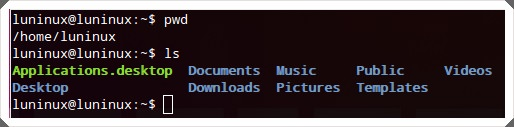 luninux@luninux:~$ pwd
/home/luninux
luninux@luninux:~$ ls
Applications.desktop  Documents  Music     Public     Videos
Desktop               Downloads  Pictures  Templates
luninux@luninux:~$